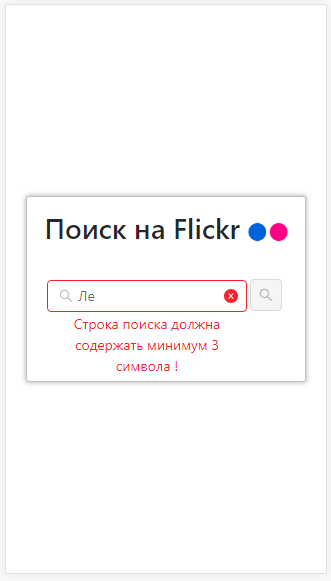 Поиск на Flickr
Ле
Строка поиска должна
содержать минимум 3
символа !